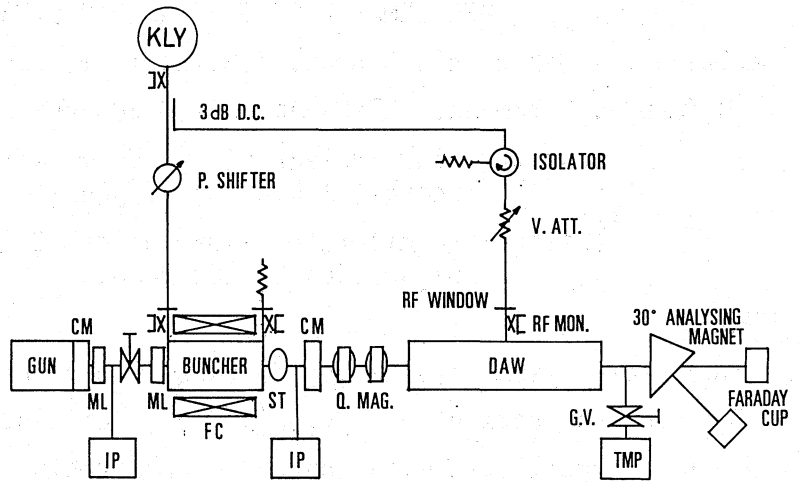 KLY
3dB D.C.
ISOLATOR
P. SHIFTER
V. ATT.
RF WINDOW
RF MON.
30° ANALYSING
MAGNET
CM
CM
GUN
BUNCHER
DAW
ML
ML
ST
Q. MAG.
FC
G.V.
FARADAY
CUP
IP
IP
TMP